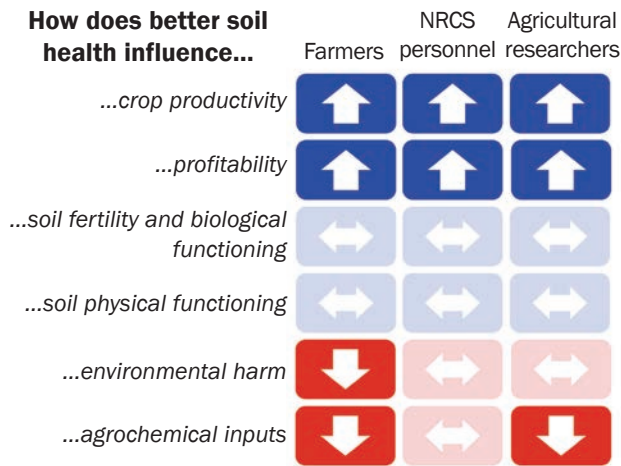 How does better soil
health influence...
Farmers
NRCS
personnel
Agricultural
researchers
...crop productivity
...profitability
...soil fertility and biological
functioning
...soil physical functioning
...environmental harm
...agrochemical inputs